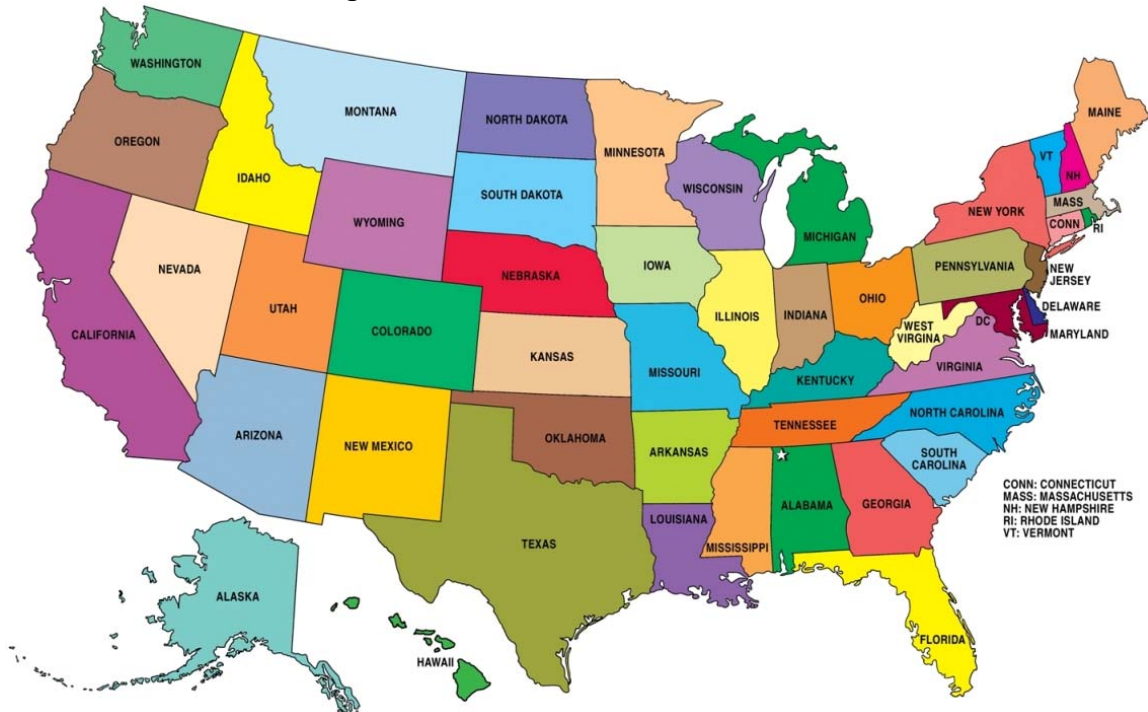 WASHINGTON
OREGON
IDAHO
MONTANA
NORTH DAKOTA
MINNESOTA
SOUTH DAKOTA
WYOMING
WISCONSIN
MICHIGAN
MAINE
VT
NH
NEW YORK
MASS
CONN
RI
NEVADA
UTAH
COLORADO
NEBRASKA
IOWA
ILLINOIS
INDIANA
OHIO
PENNSYLVANIA
NEW
JERSEY
DELAWARE
MARYLAND
DC
WEST
VIRGINA
VIRGINIA
CALIFORNIA
KANSAS
MISSOURI
KENTUCKY
ARIZONA
NEW MEXICO
OKLAHOMA
ARKANSAS
TENNESSEE
NORTH CAROLINA
SOUTH
CAROLINA
TEXAS
LOUISIANA
MISSISSIPPI
ALABAMA
GEORGIA
FLORIDA
ALASKA
HAWAII
CONN: CONNECTICUT
MASS: MASSACHUSETTS
NH: NEW HAMPSHIRE
RI: RHODE ISLAND
VT: VERMONT